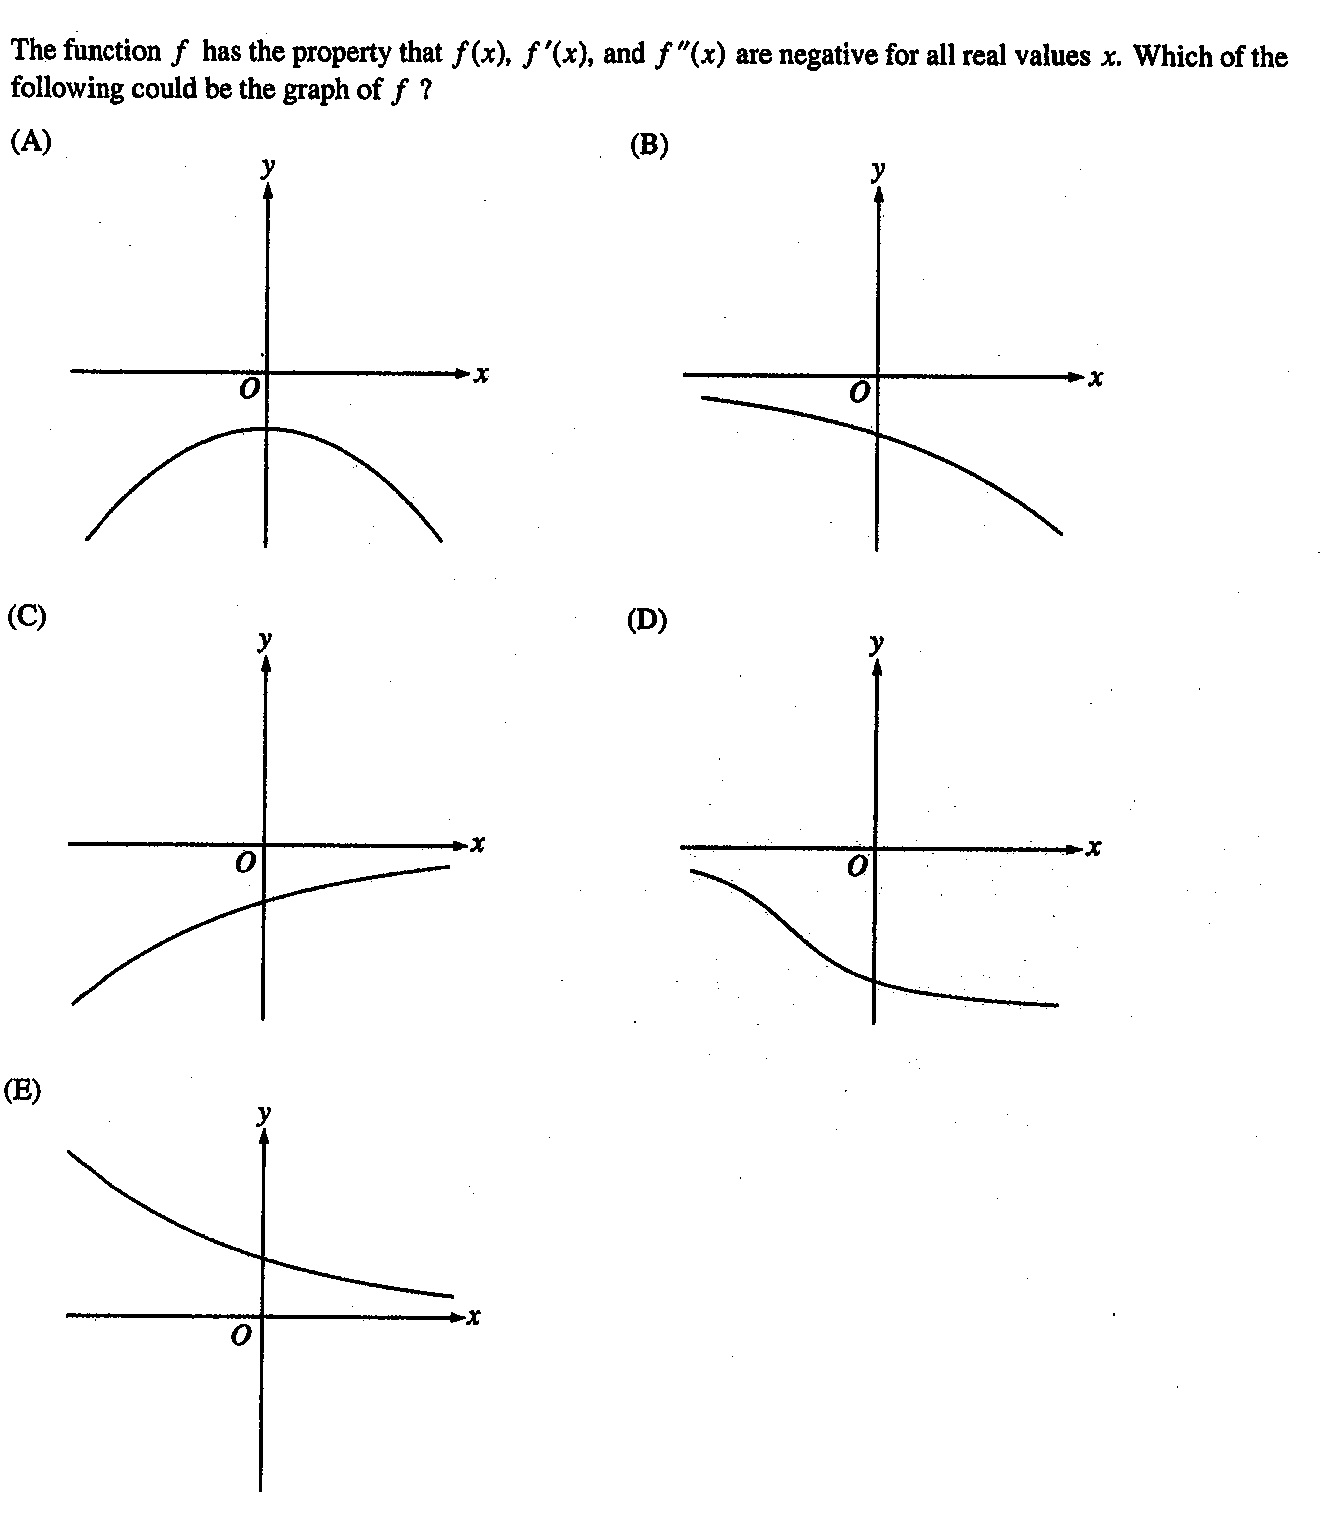 The function f has the property that f(x), f′(x), and f″(x) are negative for all real values x. Which of the
following could be the graph of f ?
(A)
(B)
y
y
O
x
O
x
(C)
(D)
y
y
O
x
O
x
(E)
y
O
x